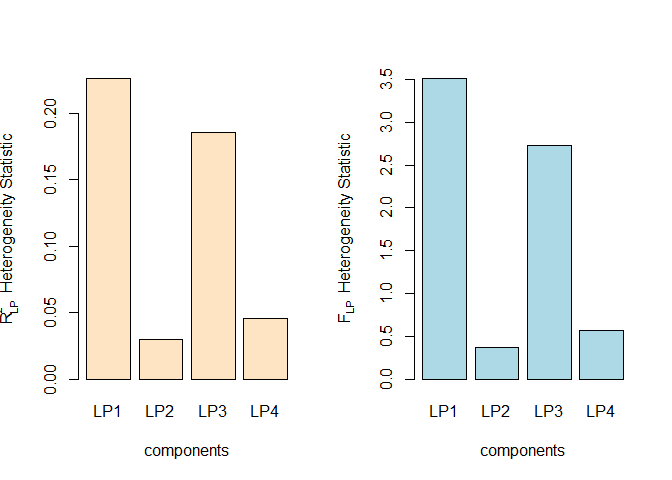 R_LP Heterogeneity Statistic
0.20
0.15
0.10
0.05
0.00
LP1 LP2 LP3 LP4
components
F_LP Heterogeneity Statistic
3.5
3.0
2.5
2.0
1.5
1.0
0.5
0.0
LP1 LP2 LP3 LP4
components